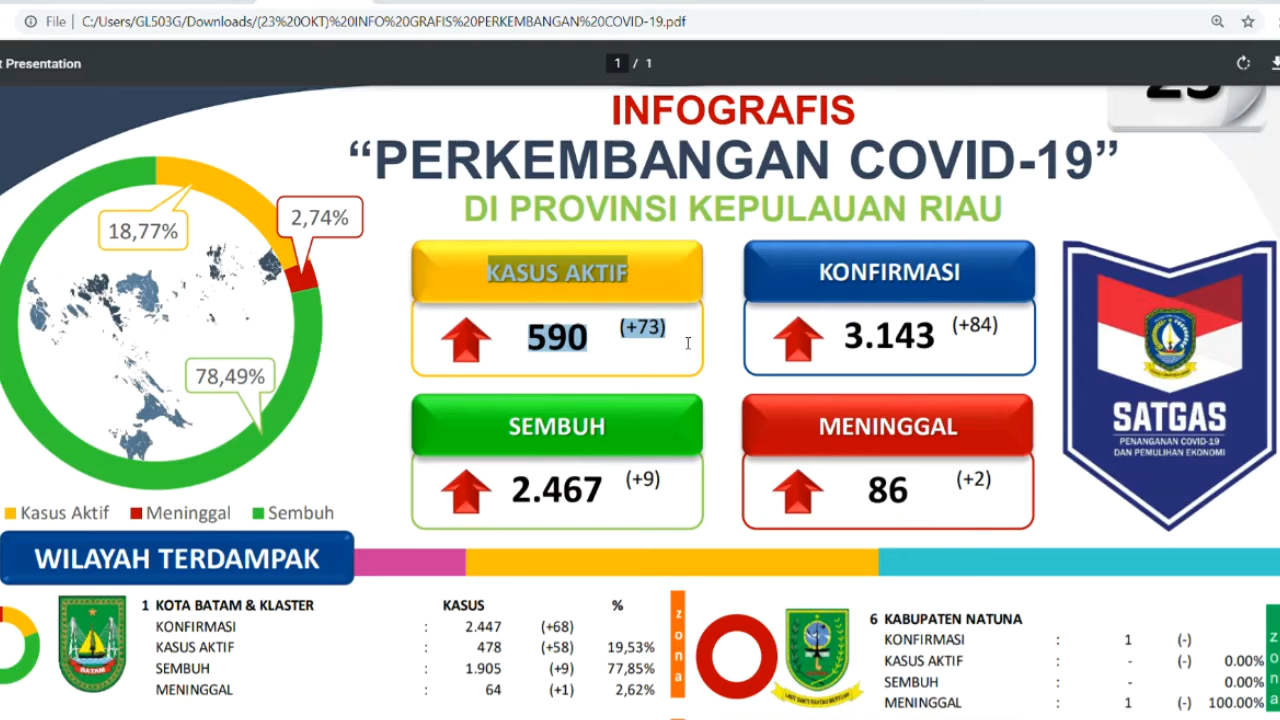 File | C:/Users/GL503G/Downloads/(23%20OKT)%20INFO%20GRAFIS%20PERKEMBANGAN%20COVID-19.pdf
t Presentation
1 / 1
INFOGRAFIS
“PERKEMBANGAN COVID-19”
DI PROVINSI KEPULAUAN RIAU
18,77%
2,74%
78,49%
Kasus Aktif Meninggal Sembuh
KASUS AKTIF
590 (+73)
KONFIRMASI
3.143 (+84)
SEMBUH
2.467 (+9)
MENINGGAL
86 (+2)
SATGAS
PENANGANAN COVID-19
DAN PEMULIHAN EKONOMI
WILAYAH TERDAMPAK
BATAM
1 KOTA BATAM & KLASTER KASUS %
KONFIRMASI : 2.447 (+68)
KASUS AKTIF : 478 (+58) 19,53%
SEMBUH : 1.905 (+9) 77,85%
MENINGGAL : 64 (+1) 2,62%
zona
6 KABUPATEN NATUNA
KONFIRMASI : 1 (-)
KASUS AKTIF : - (-) 0.00%
SEMBUH : - 0.00%
MENINGGAL : 1 (-) 100.00%
zona